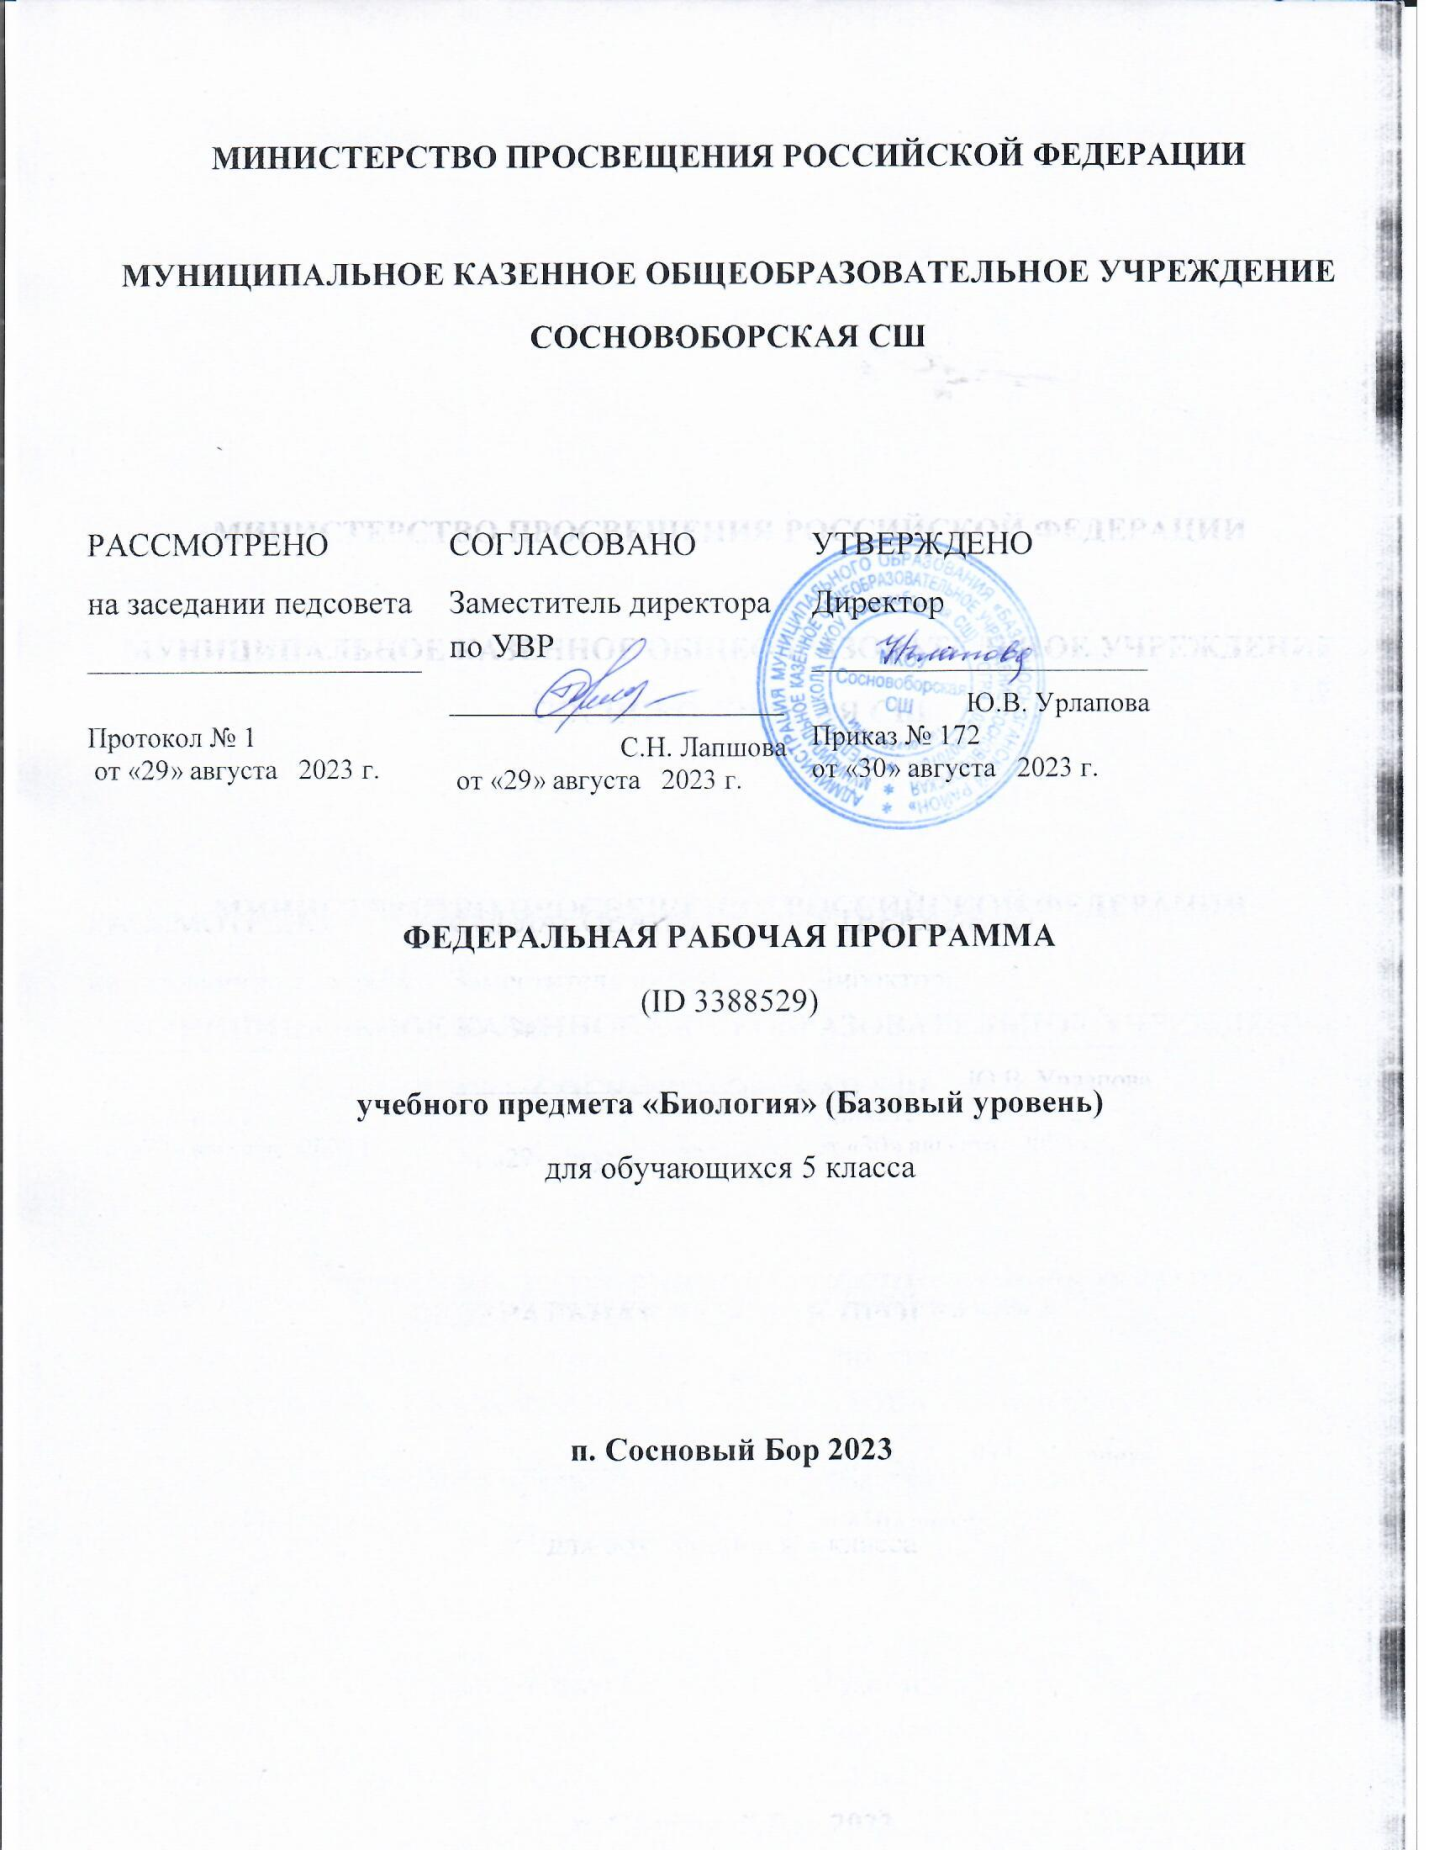 МИНИСТЕРСТВО ПРОСВЕЩЕНИЯ РОССИЙСКОЙ ФЕДЕРАЦИИ
МУНИЦИПАЛЬНОЕ КАЗЕННОЕ ОБЩЕОБРАЗОВАТЕЛЬНОЕ УЧРЕЖДЕНИЕ
СОСНОВОБОРСКАЯ СШ
РАССМОТРЕНО
на заседании педсовета
Протокол № 1
от «29» августа 2023 г.
СОГЛАСОВАНО
Заместитель директора
по УВР
С.Н. Лапшова
от «29» августа 2023 г.
УТВЕРЖДЕНО
Директор
Ю.В. Урлапова
Приказ № 172
от «30» августа 2023 г.
Сосновоборская
СШ
ФЕДЕРАЛЬНАЯ РАБОЧАЯ ПРОГРАММА
(ID 3388529)
учебного предмета «Биология» (Базовый уровень)
для обучающихся 5 класса
п. Сосновый Бор 2023